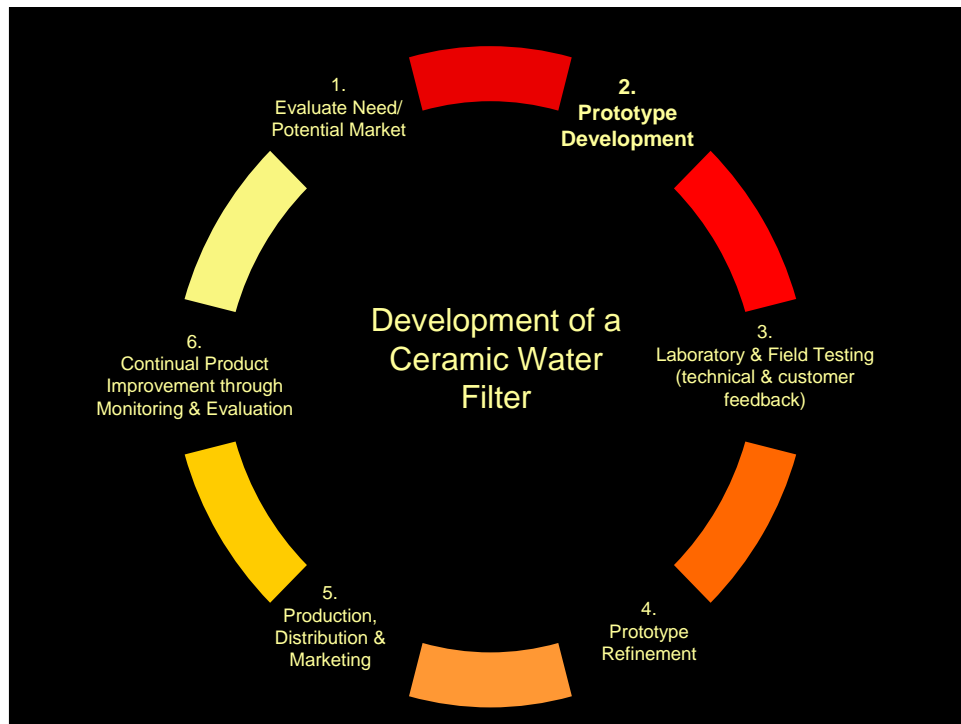 1.
Evaluate Need/
Potential Market
2.
Prototype
Development
3.
Laboratory & Field Testing
(technical & customer
feedback)
4.
Prototype
Refinement
5.
Production,
Distribution &
Marketing
6.
Continual Product
Improvement through
Monitoring & Evaluation
Development of a
Ceramic Water
Filter